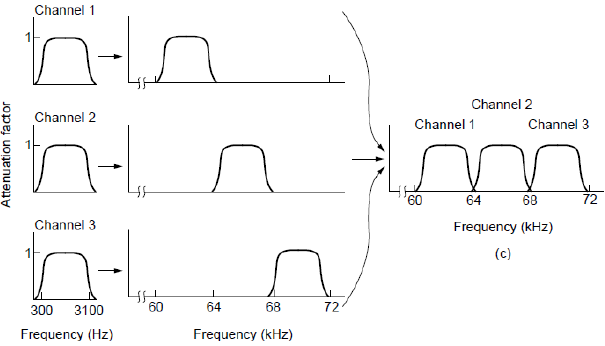 Channel 1
1
Channel 2
1
Channel 3
1
Attenuation factor
300 3100
Frequency (Hz)
60 64 68 72
Frequency (kHz)
Channel 2
Channel 1 Channel 3
60 64 68 72
Frequency (kHz)
(c)